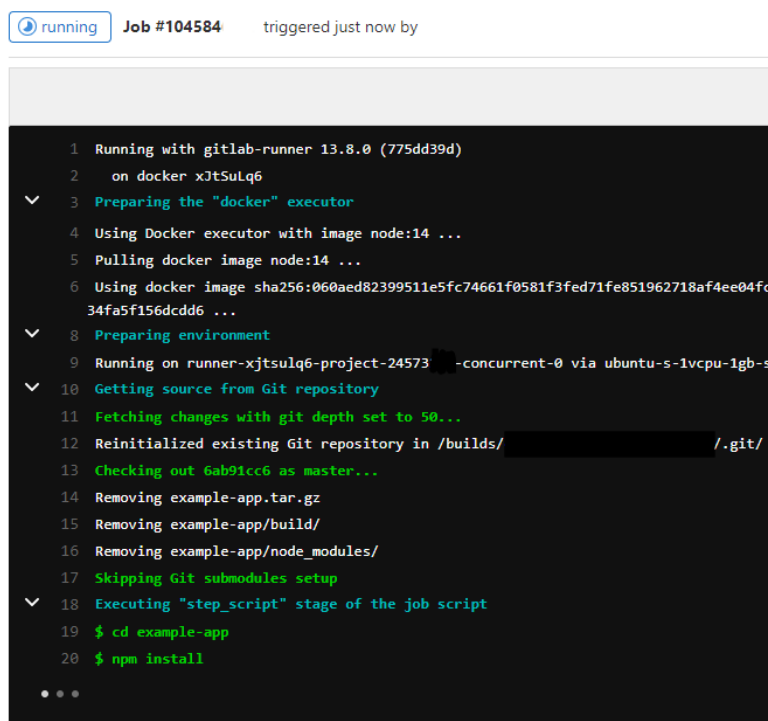 running Job #104584 triggered just now by
1 Running with gitlab-runner 13.8.0 (775dd39d)
2 on docker xJtSuLq6
3 Preparing the "docker" executor
4 Using Docker executor with image node:14 ...
5 Pulling docker image node:14 ...
6 Using docker image sha256:060aed82399511e5fc74661f0581f3fed71fe851962718af4ee04fc
34fa5f156dcdd6 ...
8 Preparing environment
9 Running on runner-xjtsulq6-project-24573 -concurrent-0 via ubuntu-s-1vcpu-1gb-s
10 Getting source from Git repository
11 Fetching changes with git depth set to 50...
12 Reinitialized existing Git repository in /builds/ /.git/
13 Checking out 6ab91cc6 as master...
14 Removing example-app.tar.gz
15 Removing example-app/build/
16 Removing example-app/node_modules/
17 Skipping Git submodules setup
18 Executing "step_script" stage of the job script
19 $ cd example-app
20 $ npm install